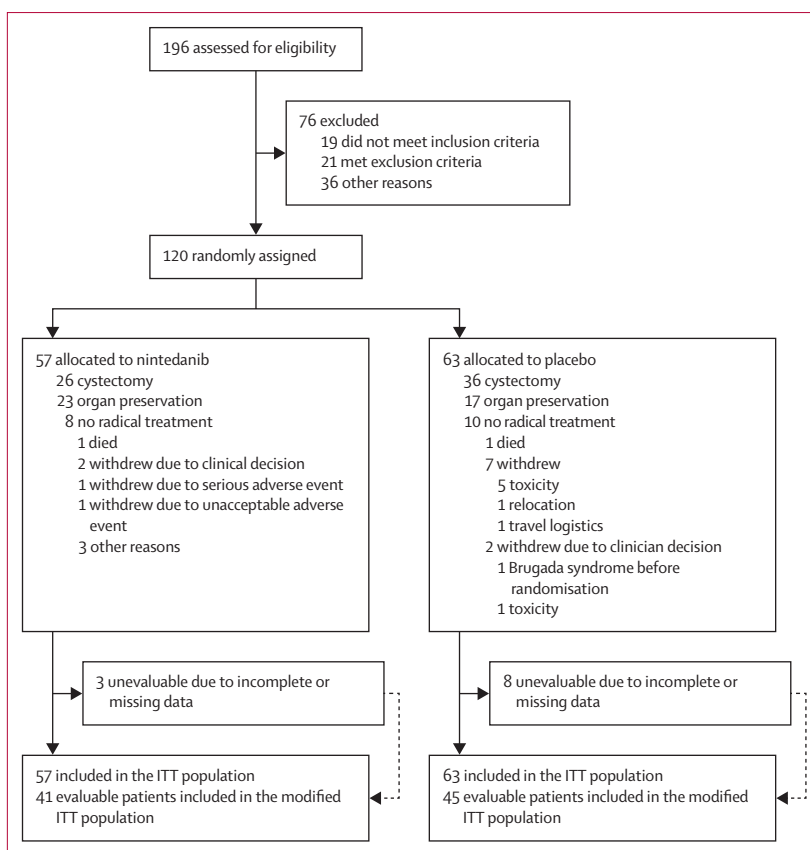 196 assessed for eligibility
76 excluded
19 did not meet inclusion criteria
21 met exclusion criteria
36 other reasons
120 randomly assigned
57 allocated to nintedanib
26 cystectomy
23 organ preservation
8 no radical treatment
1 died
2 withdrew due to clinical decision
1 withdrew due to serious adverse event
1 withdrew due to unacceptable adverse
event
3 other reasons
63 allocated to placebo
36 cystectomy
17 organ preservation
10 no radical treatment
1 died
7 withdrew
5 toxicity
1 relocation
1 travel logistics
2 withdrew due to clinician decision
1 Brugada syndrome before
randomisation
1 toxicity
3 unevaluable due to incomplete or
missing data
8 unevaluable due to incomplete or
missing data
57 included in the ITT population
41 evaluable patients included in the modified
ITT population
63 included in the ITT population
45 evaluable patients included in the modified
ITT population